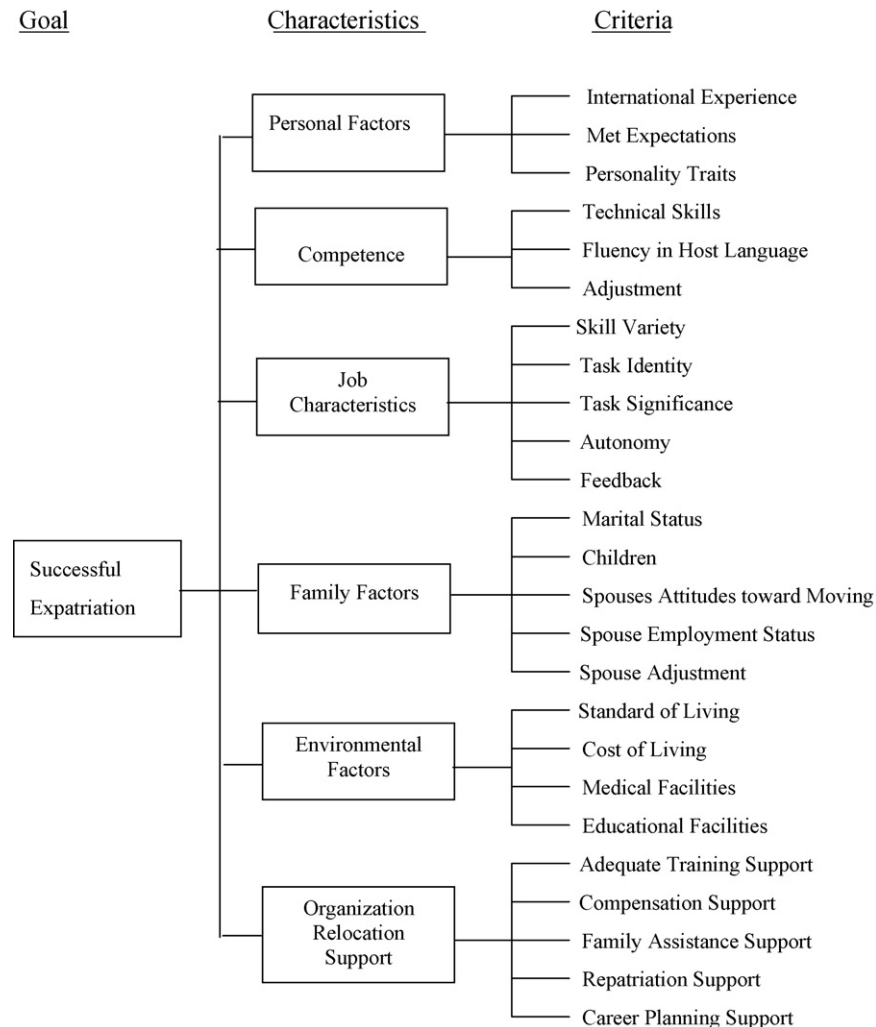 Goal
Characteristics
Criteria
Personal Factors
International Experience
Met Expectations
Personality Traits
Competence
Technical Skills
Fluency in Host Language
Adjustment
Job
Characteristics
Skill Variety
Task Identity
Task Significance
Autonomy
Feedback
Successful
Expatriation
Family Factors
Marital Status
Children
Spouses Attitudes toward Moving
Spouse Employment Status
Spouse Adjustment
Environmental
Factors
Standard of Living
Cost of Living
Medical Facilities
Educational Facilities
Organization
Relocation
Support
Adequate Training Support
Compensation Support
Family Assistance Support
Repatriation Support
Career Planning Support